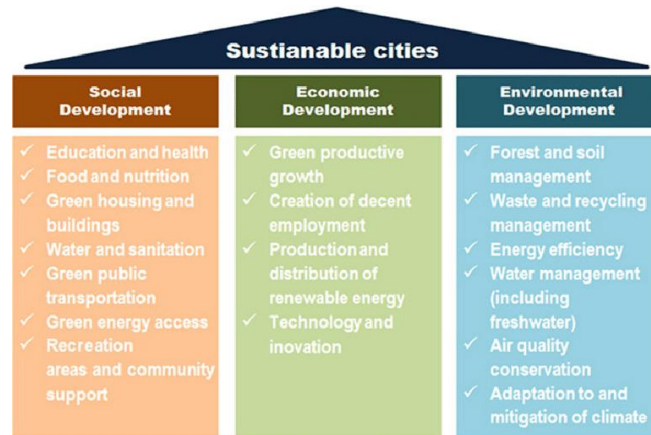 Sustianable cities
Social
Development
✓ Education and health
✓ Food and nutrition
✓ Green housing and
buildings
✓ Water and sanitation
✓ Green public
transportation
✓ Green energy access
✓ Recreation
areas and community
support
Economic
Development
✓ Green productive
growth
✓ Creation of decent
employment
✓ Production and
distribution of
renewable energy
✓ Technology and
inovation
Environmental
Development
✓ Forest and soil
management
✓ Waste and recycling
management
✓ Energy efficiency
✓ Water management
(including
freshwater)
✓ Air quality
conservation
✓ Adaptation to and
mitigation of climate